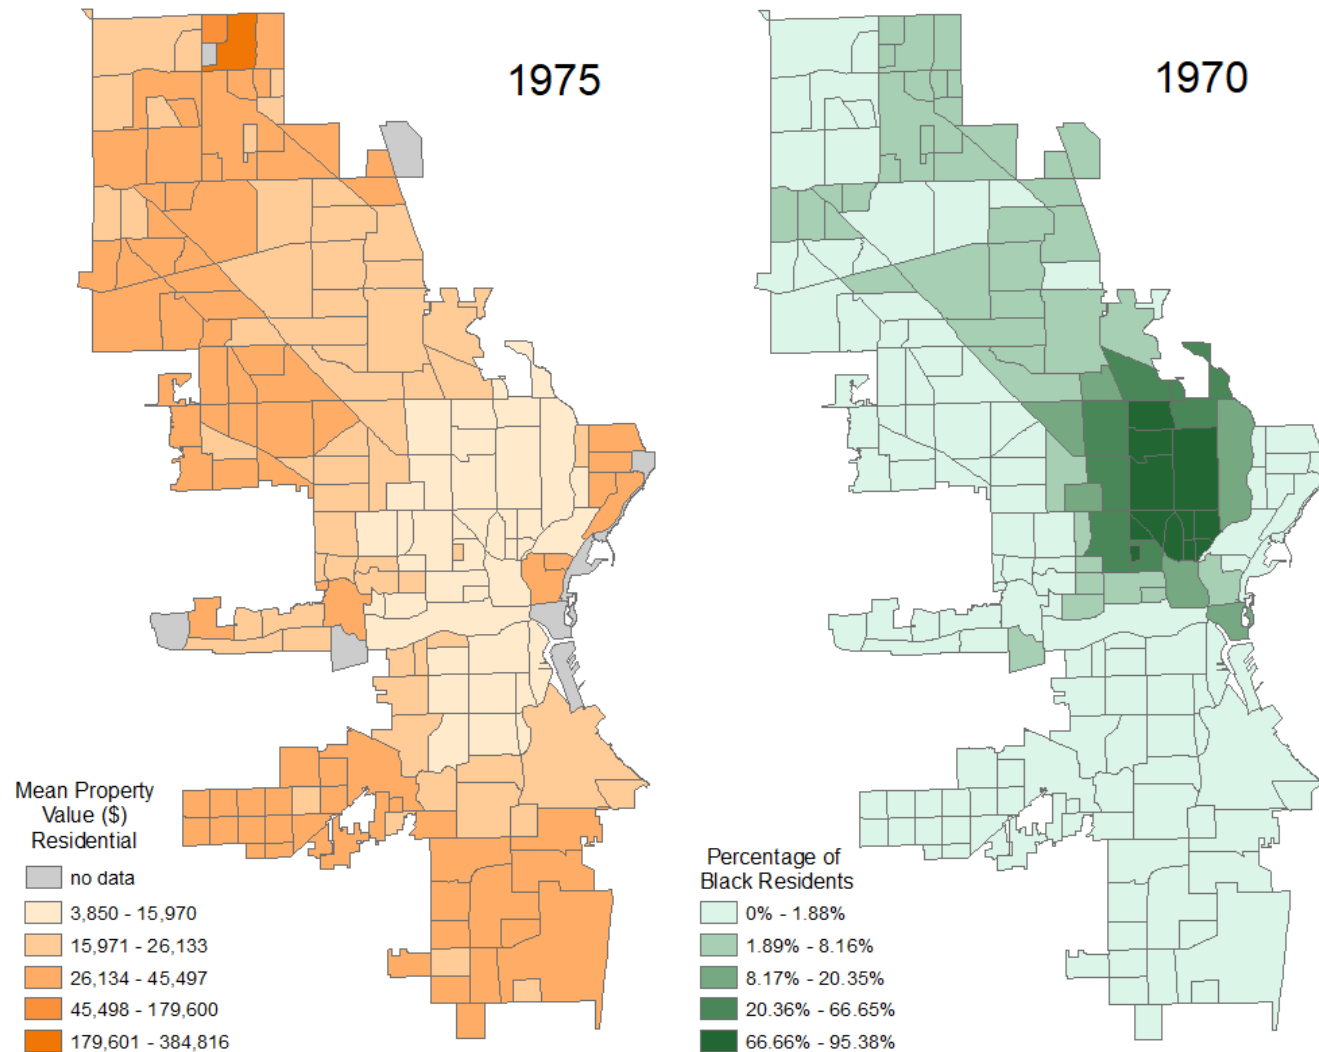 1975
1970
Mean Property
Value ($)
Residential
no data
3,850 - 15,970
15,971 - 26,133
26,134 - 45,497
45,498 - 179,600
179,601 - 384,816
Percentage of
Black Residents
0% - 1.88%
1.89% - 8.16%
8.17% - 20.35%
20.36% - 66.65%
66.66% - 95.38%